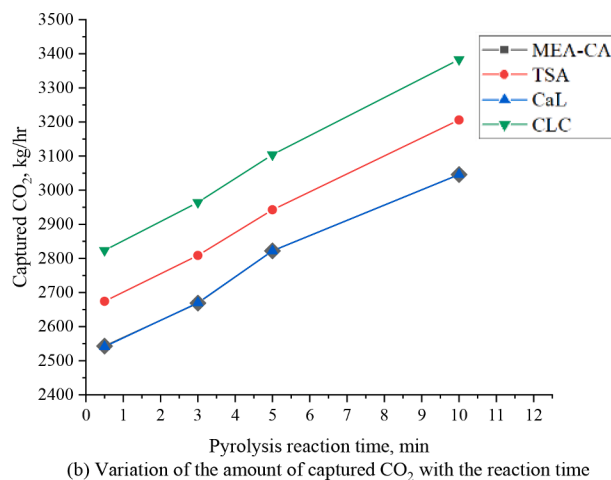 3500
3400
3300
3200
3100
3000
2900
2800
2700
2600
2500
2400
Captured CO₂, kg/hr
0 1 2 3 4 5 6 7 8 9 10 11 12
Pyrolysis reaction time, min
MEA-CA
TSA
CaL
CLC
(b) Variation of the amount of captured CO₂ with the reaction time